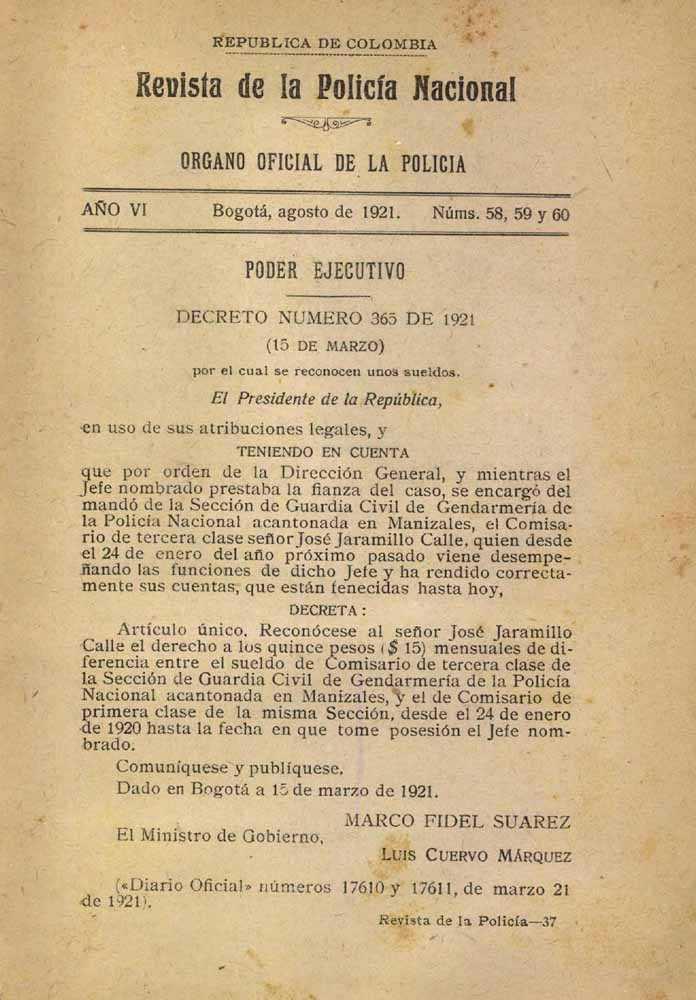 REPUBLICA DE COLOMBIA
Revista de la Policía Nacional
ORGANO OFICIAL DE LA POLICIA
AÑO VI Bogotá, agosto de 1921. Núms. 58, 59 y 60
PODER EJECUTIVO
DECRETO NUMERO 365 DE 1921
(15 DE MARZO)
por el cual se reconocen unos sueldos.
El Presidente de la República,
en uso de sus atribuciones legales, y
TENIENDO EN CUENTA
que por orden de la Dirección General, y mientras el
Jefe nombrado prestaba la fianza del caso, se encargó del
mandó de la Sección de Guardia Civil de Gendarmería de
la Policía Nacional acantonada en Manizales, el Comisa-
rio de tercera clase señor José Jaramillo Calle, quien desde
el 24 de enero del año próximo pasado viene desempe-
ñando las funciones de dicho Jefe y ha rendido correcta-
mente sus cuentas, que están fenecidas hasta hoy,
DECRETA:
Artículo único. Reconócese al señor José Jaramillo
Calle el derecho a los quince pesos ($ 15) mensuales de di-
ferencia entre el sueldo de Comisario de tercera clase de
la Sección de Guardia Civil de Gendarmería de la Policía
Nacional acantonada en Manizales, y el de Comisario de
primera clase de la misma Sección, desde el 24 de enero
de 1920 hasta la fecha en que tome posesión el Jefe nom-
brado.
Comuníquese y publíquese.
Dado en Bogotá a 15 de marzo de 1921.
MARCO FIDEL SUAREZ
El Ministro de Gobierno,
LUIS CUERVO MÁRQUEZ
(«Diario Oficial» números 17610 y 17611, de marzo 21
de 1921).
Revista de la Policía—37